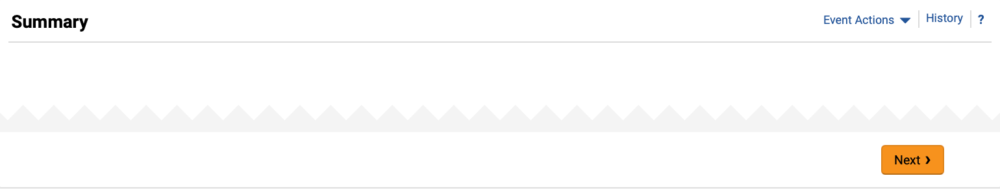 Summary
Event Actions
History
?
Next ›